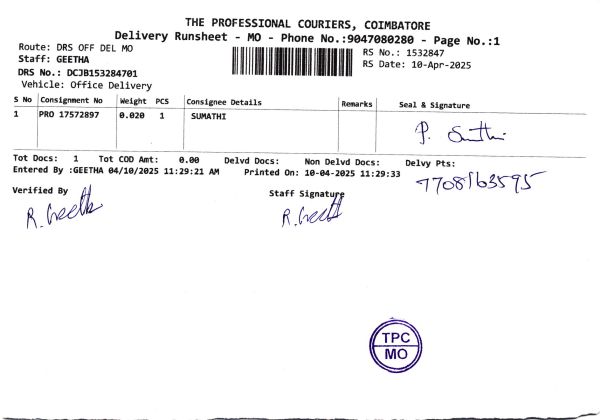 THE PROFESSIONAL COURIERS, COIMBATORE
Delivery Runsheet - MO - Phone No.:9047080280 - Page No.:1
Route: DRS OFF DEL MO
RS No.: 1532847
Staff: GEETHA
RS Date: 10-Apr-2025
DRS No.: DCJB153284701
Vehicle: Office Delivery
S No Consignment No Weight PCS Consignee Details Remarks Seal & Signature
1 PRO 17572897 0.020 1 SUMATHI
P. Sumathi
Tot Docs: 1 Tot COD Amt: 0.00 Delvd Docs: Non Delvd Docs: Delvy Pts:
Entered By :GEETHA 04/10/2025 11:29:21 AM Printed On: 10-04-2025 11:29:33
7708163595
Verified By Staff Signature
R. Geetha R. Geetha
TPC
MO